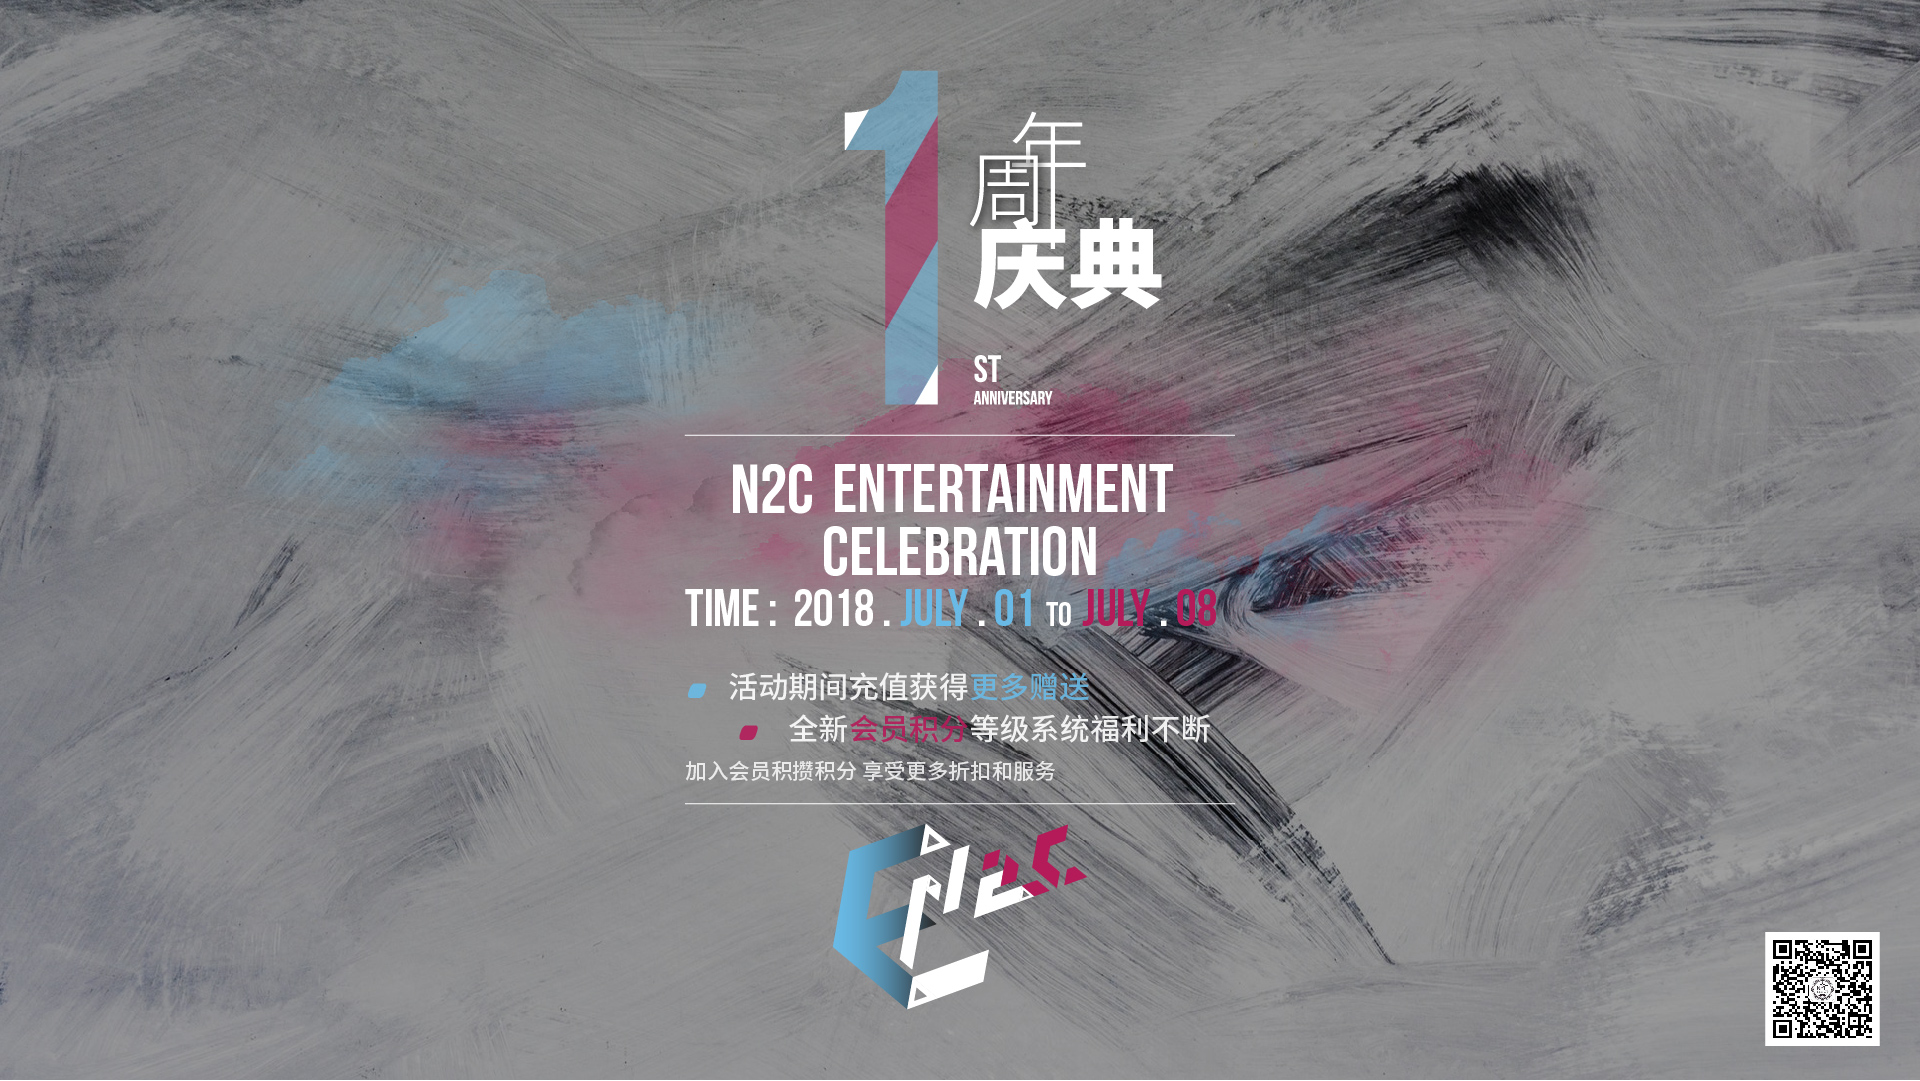 1周年
庆典
ST
ANNIVERSARY
N2C ENTERTAINMENT
CELEBRATION
TIME : 2018 . JULY . 01 TO JULY . 08
活动期间充值获得更多赠送
全新会员积分等级系统福利不断
加入会员积攒积分 享受更多折扣和服务
N2C